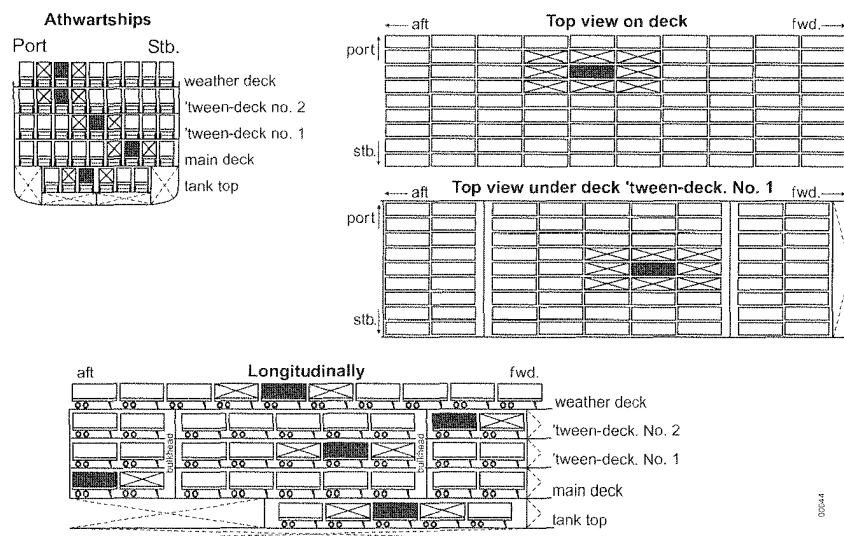 Athwartships
Port Stb.
weather deck
'tween-deck no. 2
'tween-deck no. 1
main deck
tank top
aft Top view on deck fwd.
port
stb.
aft Top view under deck 'tween-deck. No. 1 fwd.
port
stb.
aft Longitudinally fwd.
weather deck
'tween-deck. No. 2
'tween-deck. No. 1
main deck
tank top
bulkhead
bulkhead
00044